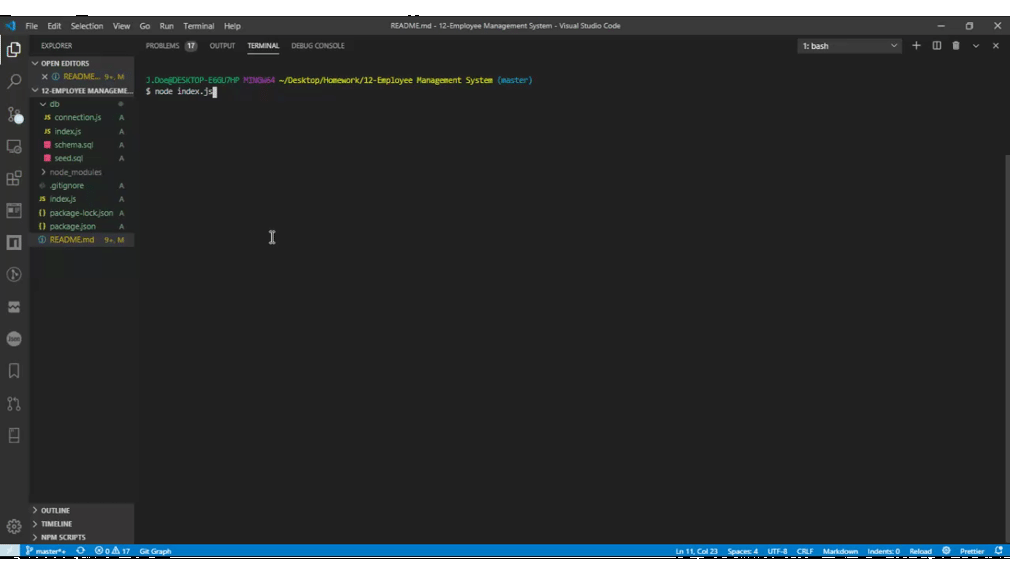 File Edit Selection View Go Run Terminal Help
README.md - 12-Employee Management System - Visual Studio Code
EXPLORER
PROBLEMS 17 OUTPUT TERMINAL DEBUG CONSOLE
1: bash
OPEN EDITORS
README... 9+, M
12-EMPLOYEE MANAGEME...
db
connection.js A
index.js A
schema.sql A
seed.sql A
node_modules
.gitignore A
index.js A
package-lock.json A
package.json A
README.md 9+, M
J.Doe@DESKTOP-E6OU7HP MINGW64 ~/Desktop/Homework/12-Employee Management System (master)
$ node index.js
OUTLINE
TIMELINE
NPM SCRIPTS
master*+ 0 17 Git Graph
Ln 11, Col 23 Spaces: 4 UTF-8 CRLF Markdown Indents: 0 Reload Prettier